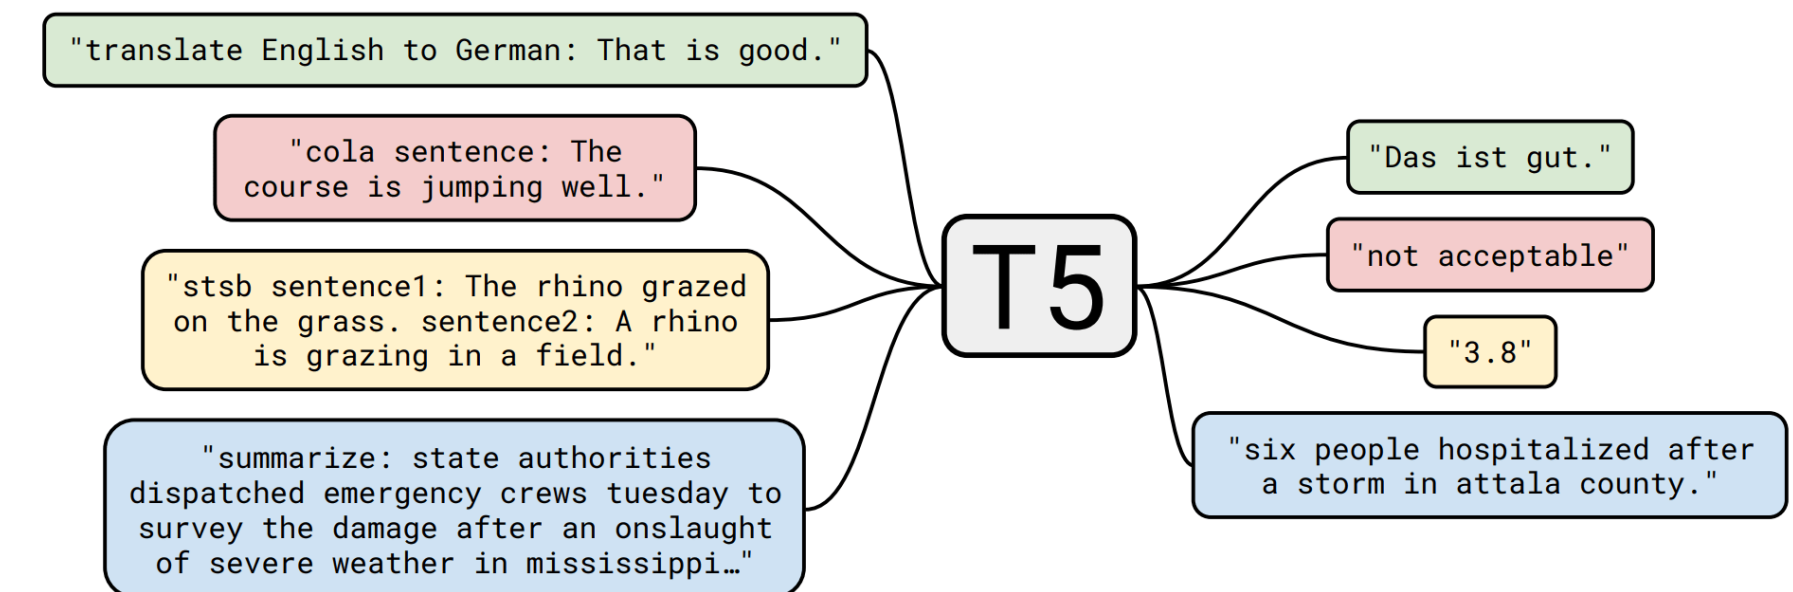 "translate English to German: That is good."
"cola sentence: The
course is jumping well."
"stsb sentence1: The rhino grazed
on the grass. sentence2: A rhino
is grazing in a field."
"summarize: state authorities
dispatched emergency crews tuesday to
survey the damage after an onslaught
of severe weather in mississippi…"
T5
"Das ist gut."
"not acceptable"
"3.8"
"six people hospitalized after
a storm in attala county."